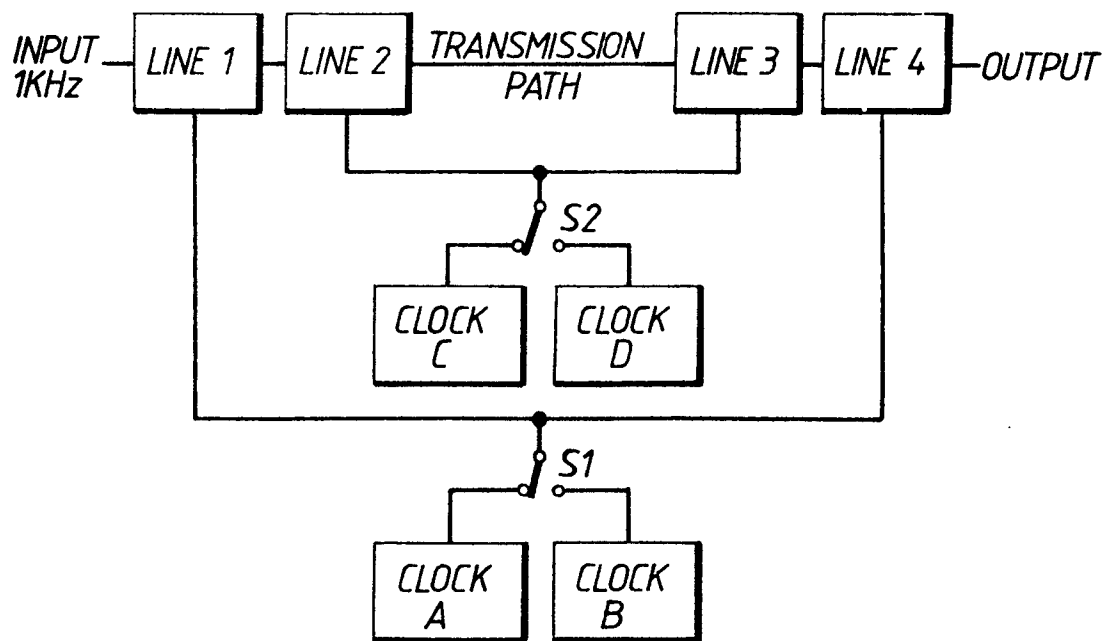 INPUT
1KHz
LINE 1
LINE 2
TRANSMISSION
PATH
LINE 3
LINE 4
OUTPUT
S2
CLOCK
C
CLOCK
D
S1
CLOCK
A
CLOCK
B